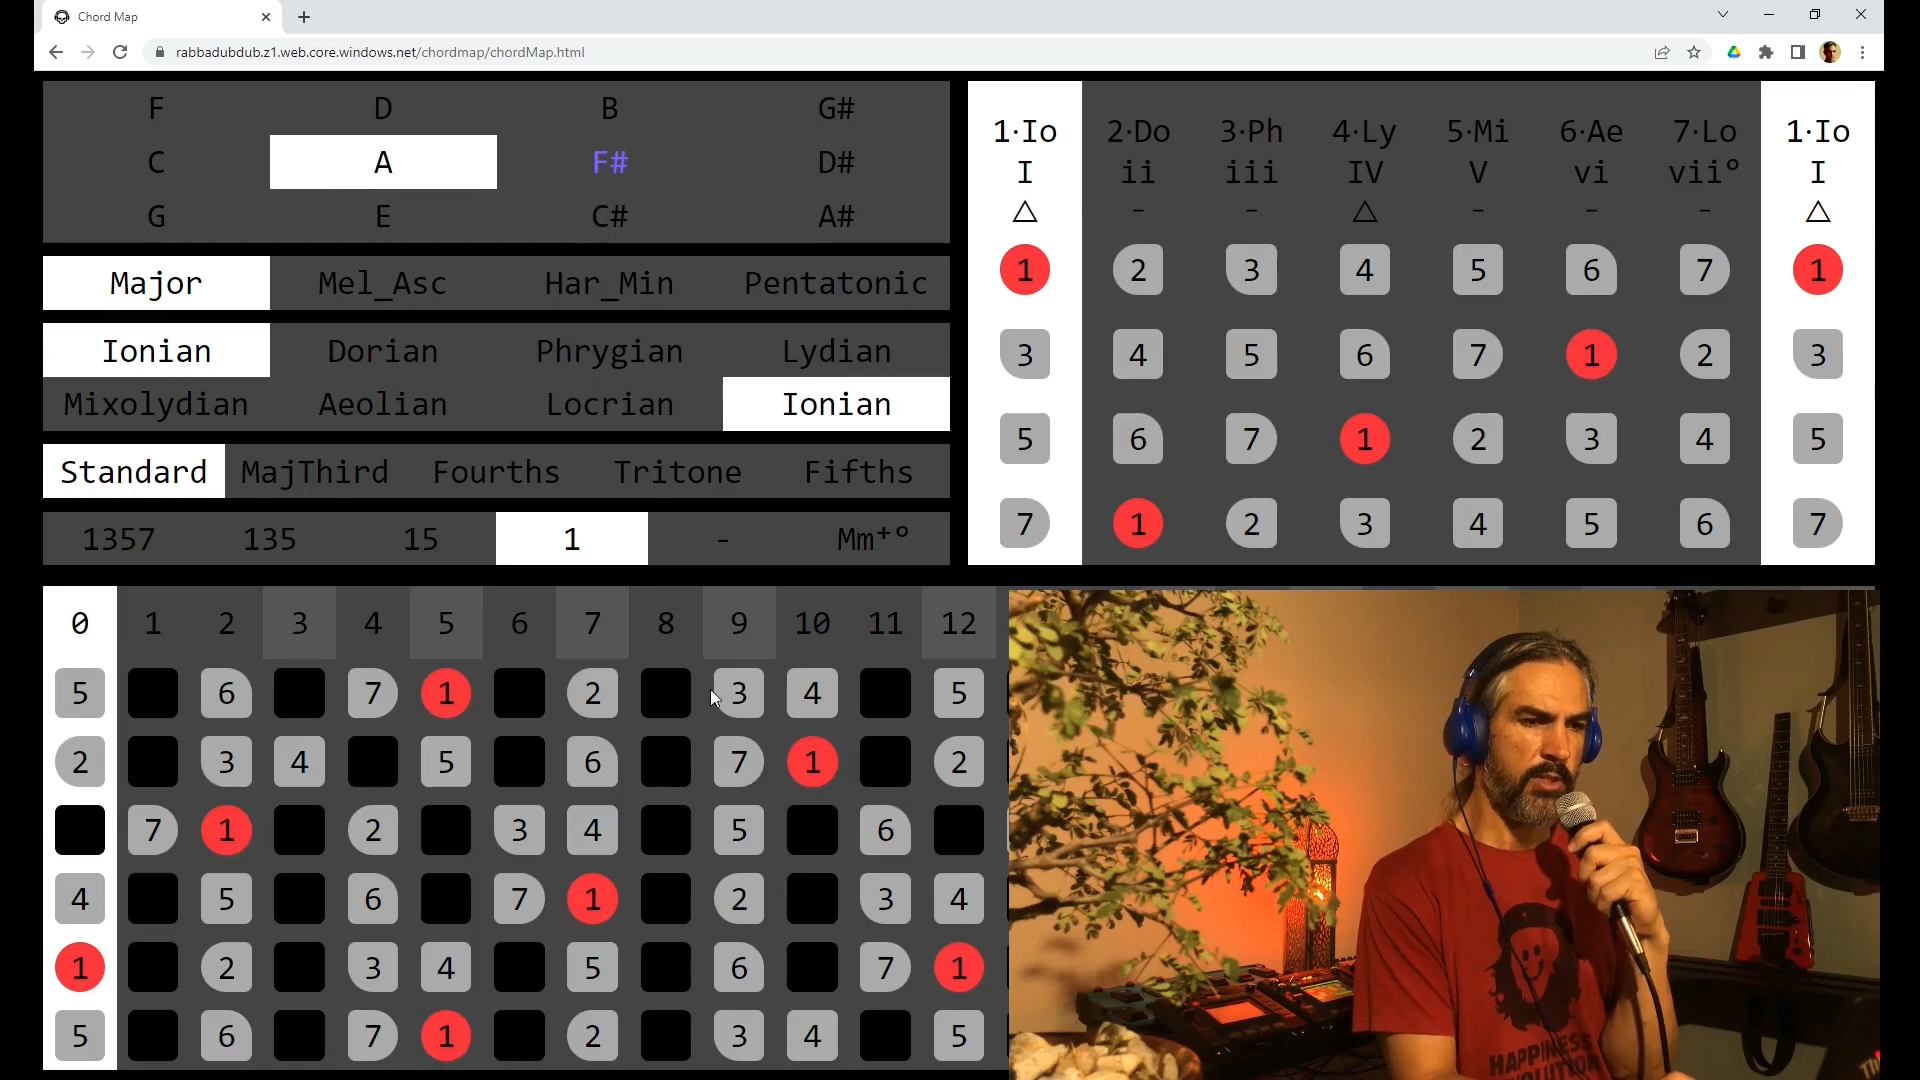 Chord Map
rabbadubdub.z1.web.core.windows.net/chordmap/chordMap.html
F D B G#
C A F# D#
G E C# A#
Major Mel_Asc Har_Min Pentatonic
Ionian Dorian Phrygian Lydian
Mixolydian Aeolian Locrian Ionian
Standard MajThird Fourths Tritone Fifths
1357 135 15 1 - Mm⁺°
1·Io 2·Do 3·Ph 4·Ly 5·Mi 6·Ae 7·Lo 1·Io
I ii iii IV V vi vii° I
△ - - △ - - - △
1 2 3 4 5 6 7 1
3 4 5 6 7 1 2 3
5 6 7 1 2 3 4 5
7 1 2 3 4 5 6 7
0 1 2 3 4 5 6 7 8 9 10 11 12
5 6 7 1 2 3 4 5
2 3 4 5 6 7 1 2
7 1 2 3 4 5 6
4 5 6 7 1 2 3 4
1 2 3 4 5 6 7 1
5 6 7 1 2 3 4 5
HAPPINESS